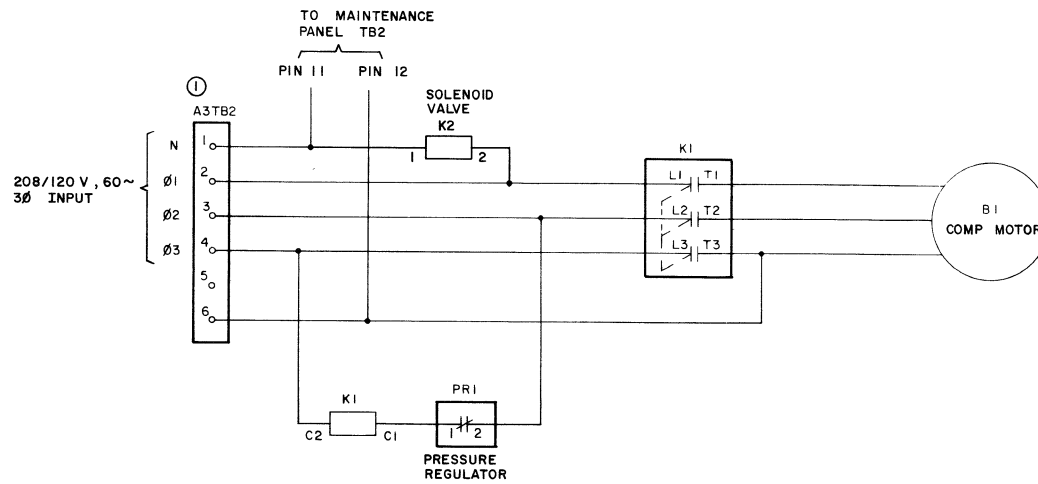 TO MAINTENANCE
PANEL TB2
PIN 11 PIN 12
1
A3TB2
SOLENOID
VALVE
K2
1 2
K1
N 1
208/120 V, 60~
3Ø INPUT
Ø1 2
Ø2 3
Ø3 4
5
6
L1 T1
L2 T2
L3 T3
B1
COMP MOTOR
K1
C2 C1
PR1
1 2
PRESSURE
REGULATOR